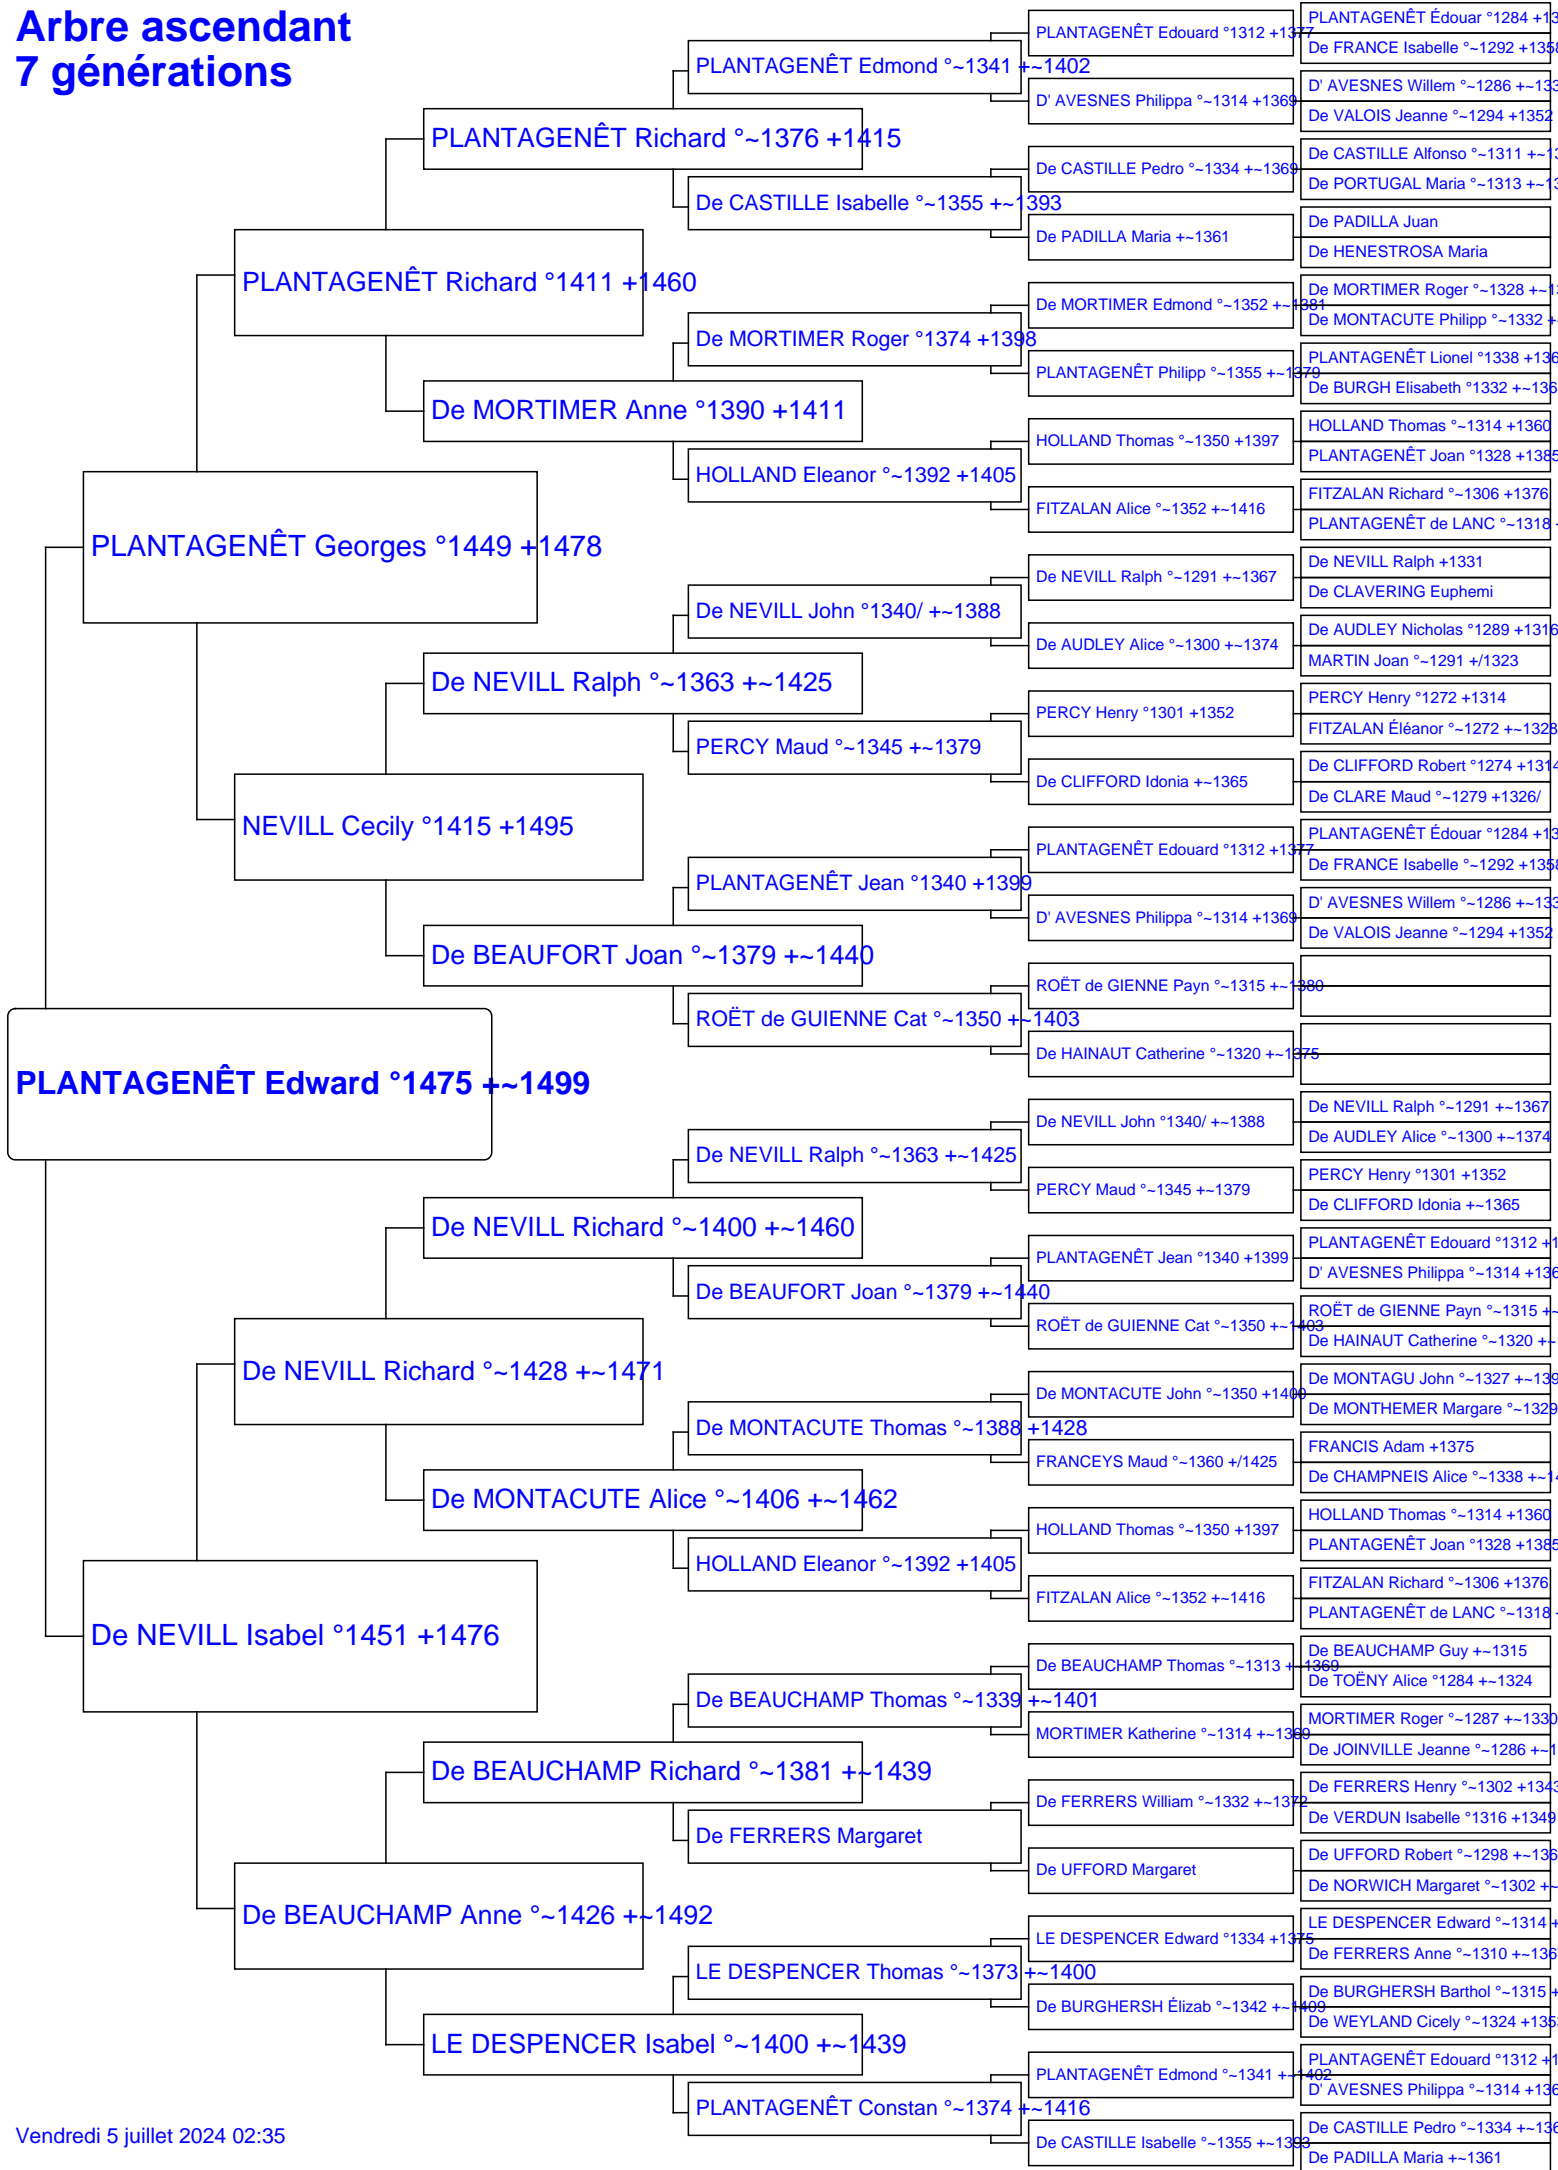 Arbre ascendant
7 générations
PLANTAGENÊT Edward °1475 +~1499
PLANTAGENÊT Georges °1449 +1478
De NEVILL Isabel °1451 +1476
PLANTAGENÊT Richard °1411 +1460
NEVILL Cecily °1415 +1495
De NEVILL Richard °~1428 +~1471
De BEAUCHAMP Anne °~1426 +~1492
PLANTAGENÊT Richard °~1376 +1415
De MORTIMER Anne °1390 +1411
De NEVILL Ralph °~1363 +~1425
De BEAUFORT Joan °~1379 +~1440
De NEVILL Richard °~1400 +~1460
De MONTACUTE Alice °~1406 +~1462
De BEAUCHAMP Richard °~1381 +~1439
LE DESPENCER Isabel °~1400 +~1439
PLANTAGENÊT Edmond °~1341 +~1402
De CASTILLE Isabelle °~1355 +~1393
De MORTIMER Roger °1374 +1398
HOLLAND Eleanor °~1392 +1405
De NEVILL John °1340/ +~1388
PERCY Maud °~1345 +~1379
PLANTAGENÊT Jean °1340 +1399
ROËT de GUIENNE Cat °~1350 +~1403
De NEVILL Ralph °~1363 +~1425
De BEAUFORT Joan °~1379 +~1440
De MONTACUTE Thomas °~1388 +1428
HOLLAND Eleanor °~1392 +1405
De BEAUCHAMP Thomas °~1339 +~1401
De FERRERS Margaret
LE DESPENCER Thomas °~1373 +~1400
PLANTAGENÊT Constan °~1374 +~1416
PLANTAGENÊT Edouard °1312 +1377
D' AVESNES Philippa °~1314 +1369
De CASTILLE Pedro °~1334 +~1369
De PADILLA Maria +~1361
De MORTIMER Edmond °~1352 +~1381
PLANTAGENÊT Philipp °~1355 +~1379
HOLLAND Thomas °~1350 +1397
FITZALAN Alice °~1352 +~1416
De NEVILL Ralph °~1291 +~1367
De AUDLEY Alice °~1300 +~1374
PERCY Henry °1301 +1352
De CLIFFORD Idonia +~1365
PLANTAGENÊT Edouard °1312 +1377
D' AVESNES Philippa °~1314 +1369
ROËT de GIENNE Payn °~1315 +~1380
De HAINAUT Catherine °~1320 +~1375
De NEVILL John °1340/ +~1388
PERCY Maud °~1345 +~1379
PLANTAGENÊT Jean °1340 +1399
ROËT de GUIENNE Cat °~1350 +~1403
De MONTACUTE John °~1350 +1400
FRANCEYS Maud °~1360 +/1425
HOLLAND Thomas °~1350 +1397
FITZALAN Alice °~1352 +~1416
De BEAUCHAMP Thomas °~1313 +~1369
MORTIMER Katherine °~1314 +~1369
De FERRERS William °~1332 +~1372
De UFFORD Margaret
LE DESPENCER Edward °1334 +1375
De BURGHERSH Élizab °~1342 +~1409
PLANTAGENÊT Edmond °~1341 +~1402
De CASTILLE Isabelle °~1355 +~1393
PLANTAGENÊT Édouar °1284 +13
De FRANCE Isabelle °~1292 +1358
D' AVESNES Willem °~1286 +~133
De VALOIS Jeanne °~1294 +1352
De CASTILLE Alfonso °~1311 +~13
De PORTUGAL Maria °~1313 +~13
De PADILLA Juan
De HENESTROSA Maria
De MORTIMER Roger °~1328 +~13
De MONTACUTE Philipp °~1332 +
PLANTAGENÊT Lionel °1338 +136
De BURGH Elisabeth °1332 +~136
HOLLAND Thomas °~1314 +1360
PLANTAGENÊT Joan °1328 +1385
FITZALAN Richard °~1306 +1376
PLANTAGENÊT de LANC °~1318
De NEVILL Ralph +1331
De CLAVERING Euphemi
De AUDLEY Nicholas °1289 +1316
MARTIN Joan °~1291 +/1323
PERCY Henry °1272 +1314
FITZALAN Éléanor °~1272 +~1328
De CLIFFORD Robert °1274 +1314
De CLARE Maud °~1279 +1326/
PLANTAGENÊT Édouar °1284 +13
De FRANCE Isabelle °~1292 +1358
D' AVESNES Willem °~1286 +~133
De VALOIS Jeanne °~1294 +1352
De NEVILL Ralph °~1291 +~1367
De AUDLEY Alice °~1300 +~1374
PERCY Henry °1301 +1352
De CLIFFORD Idonia +~1365
PLANTAGENÊT Edouard °1312 +1
D' AVESNES Philippa °~1314 +136
ROËT de GIENNE Payn °~1315 +~
De HAINAUT Catherine °~1320 +~
De MONTAGU John °~1327 +~139
De MONTHEMER Margare °~1329
FRANCIS Adam +1375
De CHAMPNEIS Alice °~1338 +~14
HOLLAND Thomas °~1314 +1360
PLANTAGENÊT Joan °1328 +1385
FITZALAN Richard °~1306 +1376
PLANTAGENÊT de LANC °~1318
De BEAUCHAMP Guy +~1315
De TOËNY Alice °1284 +~1324
MORTIMER Roger °~1287 +~1330
De JOINVILLE Jeanne °~1286 +~1
De FERRERS Henry °~1302 +1343
De VERDUN Isabelle °1316 +1349
De UFFORD Robert °~1298 +~136
De NORWICH Margaret °~1302 +~
LE DESPENCER Edward °~1314 +
De FERRERS Anne °~1310 +~136
De BURGHERSH Barthol °~1315 +
De WEYLAND Cicely °~1324 +135
PLANTAGENÊT Edouard °1312 +1
D' AVESNES Philippa °~1314 +136
De CASTILLE Pedro °~1334 +~136
De PADILLA Maria +~1361
Vendredi 5 juillet 2024 02:35